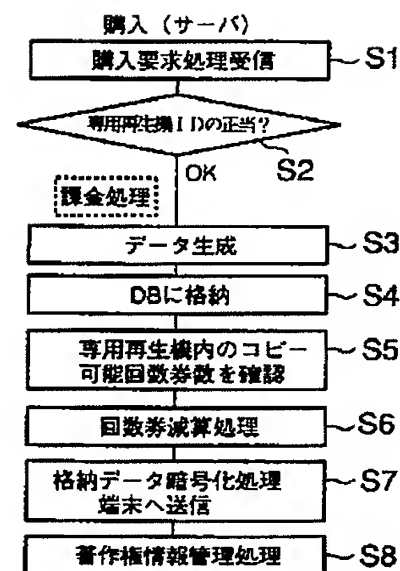 購入（サーバ）
購入要求処理受信 S1
専用再生機IDの正当？
S2
OK
課金処理
データ生成 S3
DBに格納 S4
専用再生機内のコピー S5
可能回数券数を確認
回数券減算処理 S6
格納データ暗号化処理 S7
端末へ送信
著作権情報管理処理 S8